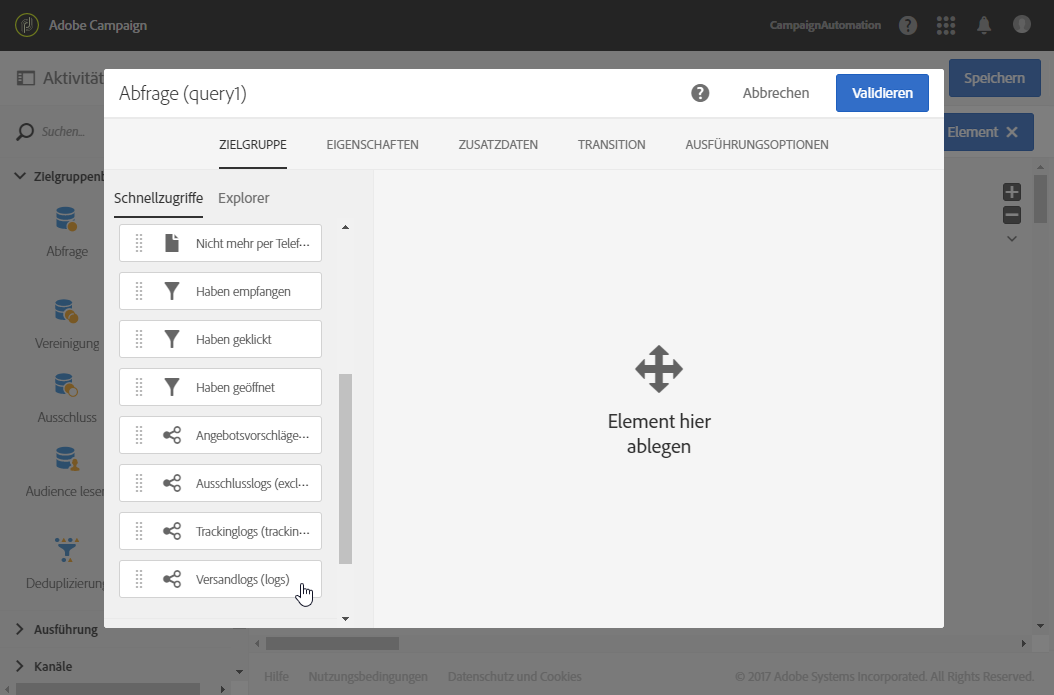 Adobe Campaign
CampaignAutomation
Aktivität
Speichern
Abfrage (query1)
Abbrechen
Validieren
Suchen...
Element
ZIELGRUPPE
EIGENSCHAFTEN
ZUSATZDATEN
TRANSITION
AUSFÜHRUNGSOPTIONEN
Zielgruppenb
Schnellzugriffe
Explorer
Abfrage
Nicht mehr per Telef...
Haben empfangen
Vereinigung
Haben geklickt
Haben geöffnet
Ausschluss
Angebotsvorschläge...
Element hier
ablegen
Audience lesen
Ausschlusslogs (excl...
Trackinglogs (trackin...
Deduplizierung
Versandlogs (logs)
Ausführung
Kanäle
Hilfe
Nutzungsbedingungen
Datenschutz und Cookies
© 2017 Adobe Systems Incorporated. All Rights Reserved.